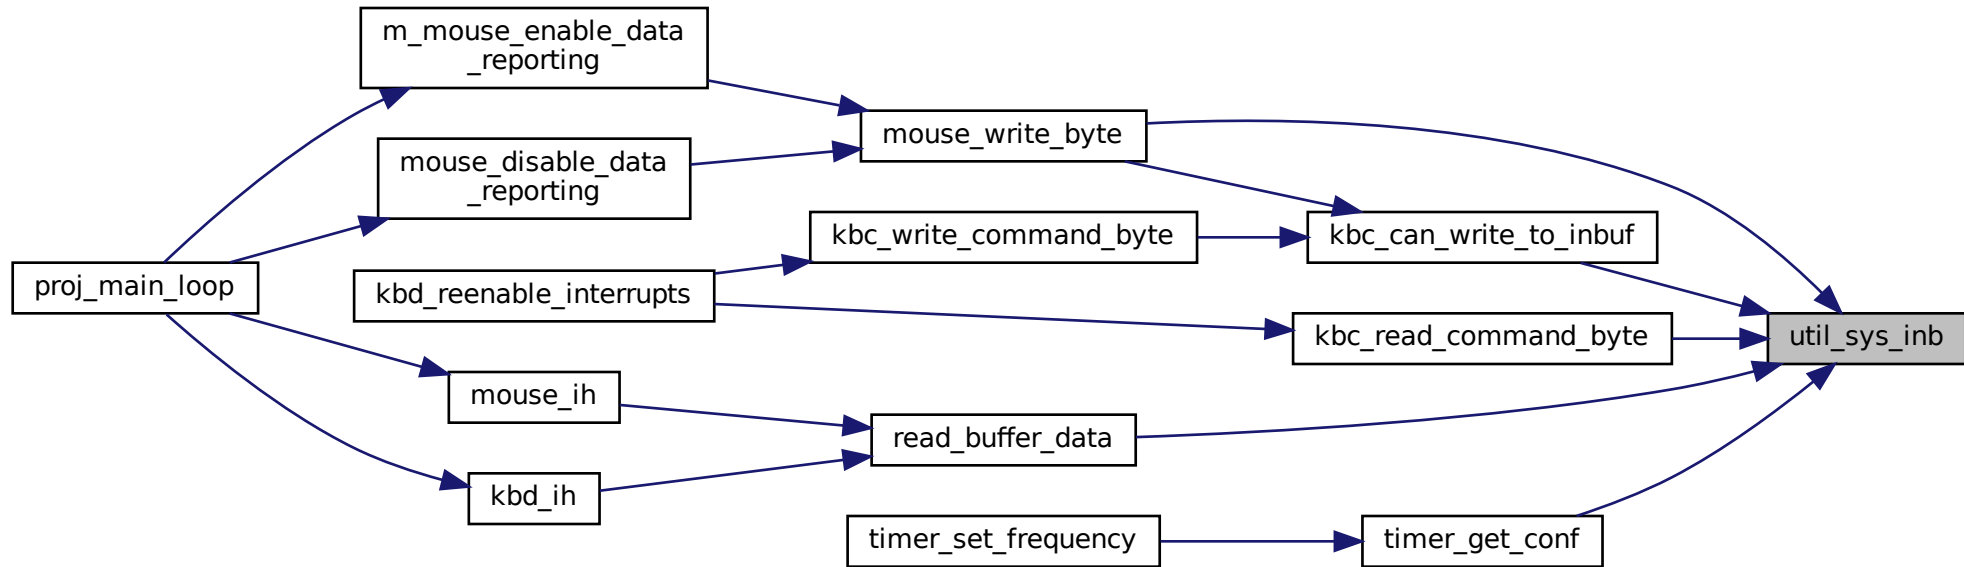 m_mouse_enable_data
_reporting
mouse_write_byte
mouse_disable_data
_reporting
kbc_write_command_byte
kbc_can_write_to_inbuf
proj_main_loop
kbd_reenable_interrupts
kbc_read_command_byte
util_sys_inb
mouse_ih
read_buffer_data
kbd_ih
timer_set_frequency
timer_get_conf